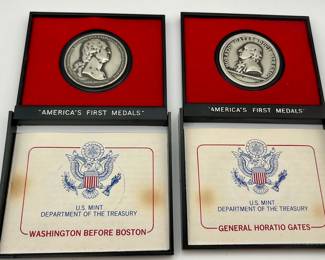 "AMERICA'S FIRST MEDALS"
U.S. MINT
DEPARTMENT OF THE TREASURY
WASHINGTON BEFORE BOSTON
"AMERICA'S FIRST MEDALS"
U.S. MINT
DEPARTMENT OF THE TREASURY
GENERAL HORATIO GATES